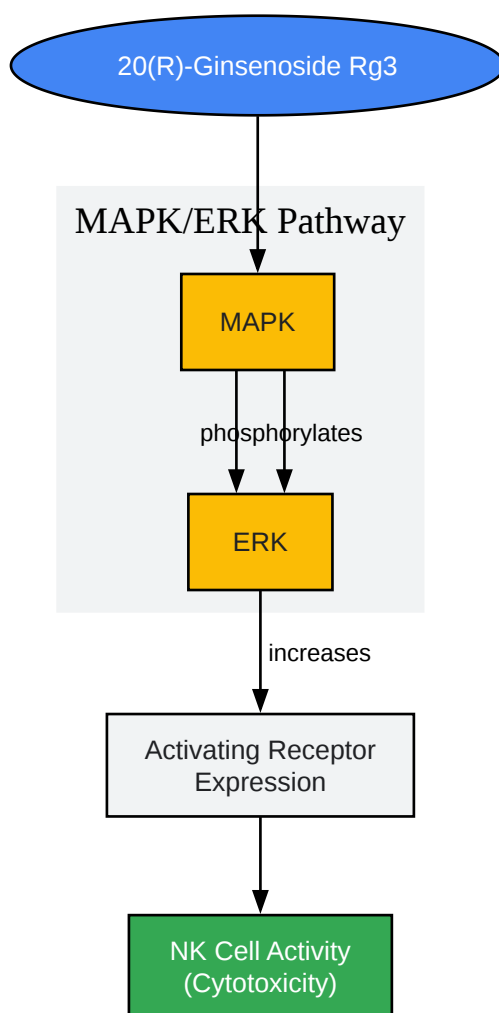 20(R)-Ginsenoside Rg3
MAPK/ERK Pathway
MAPK
phosphorylates
ERK
increases
Activating Receptor
Expression
NK Cell Activity
(Cytotoxicity)